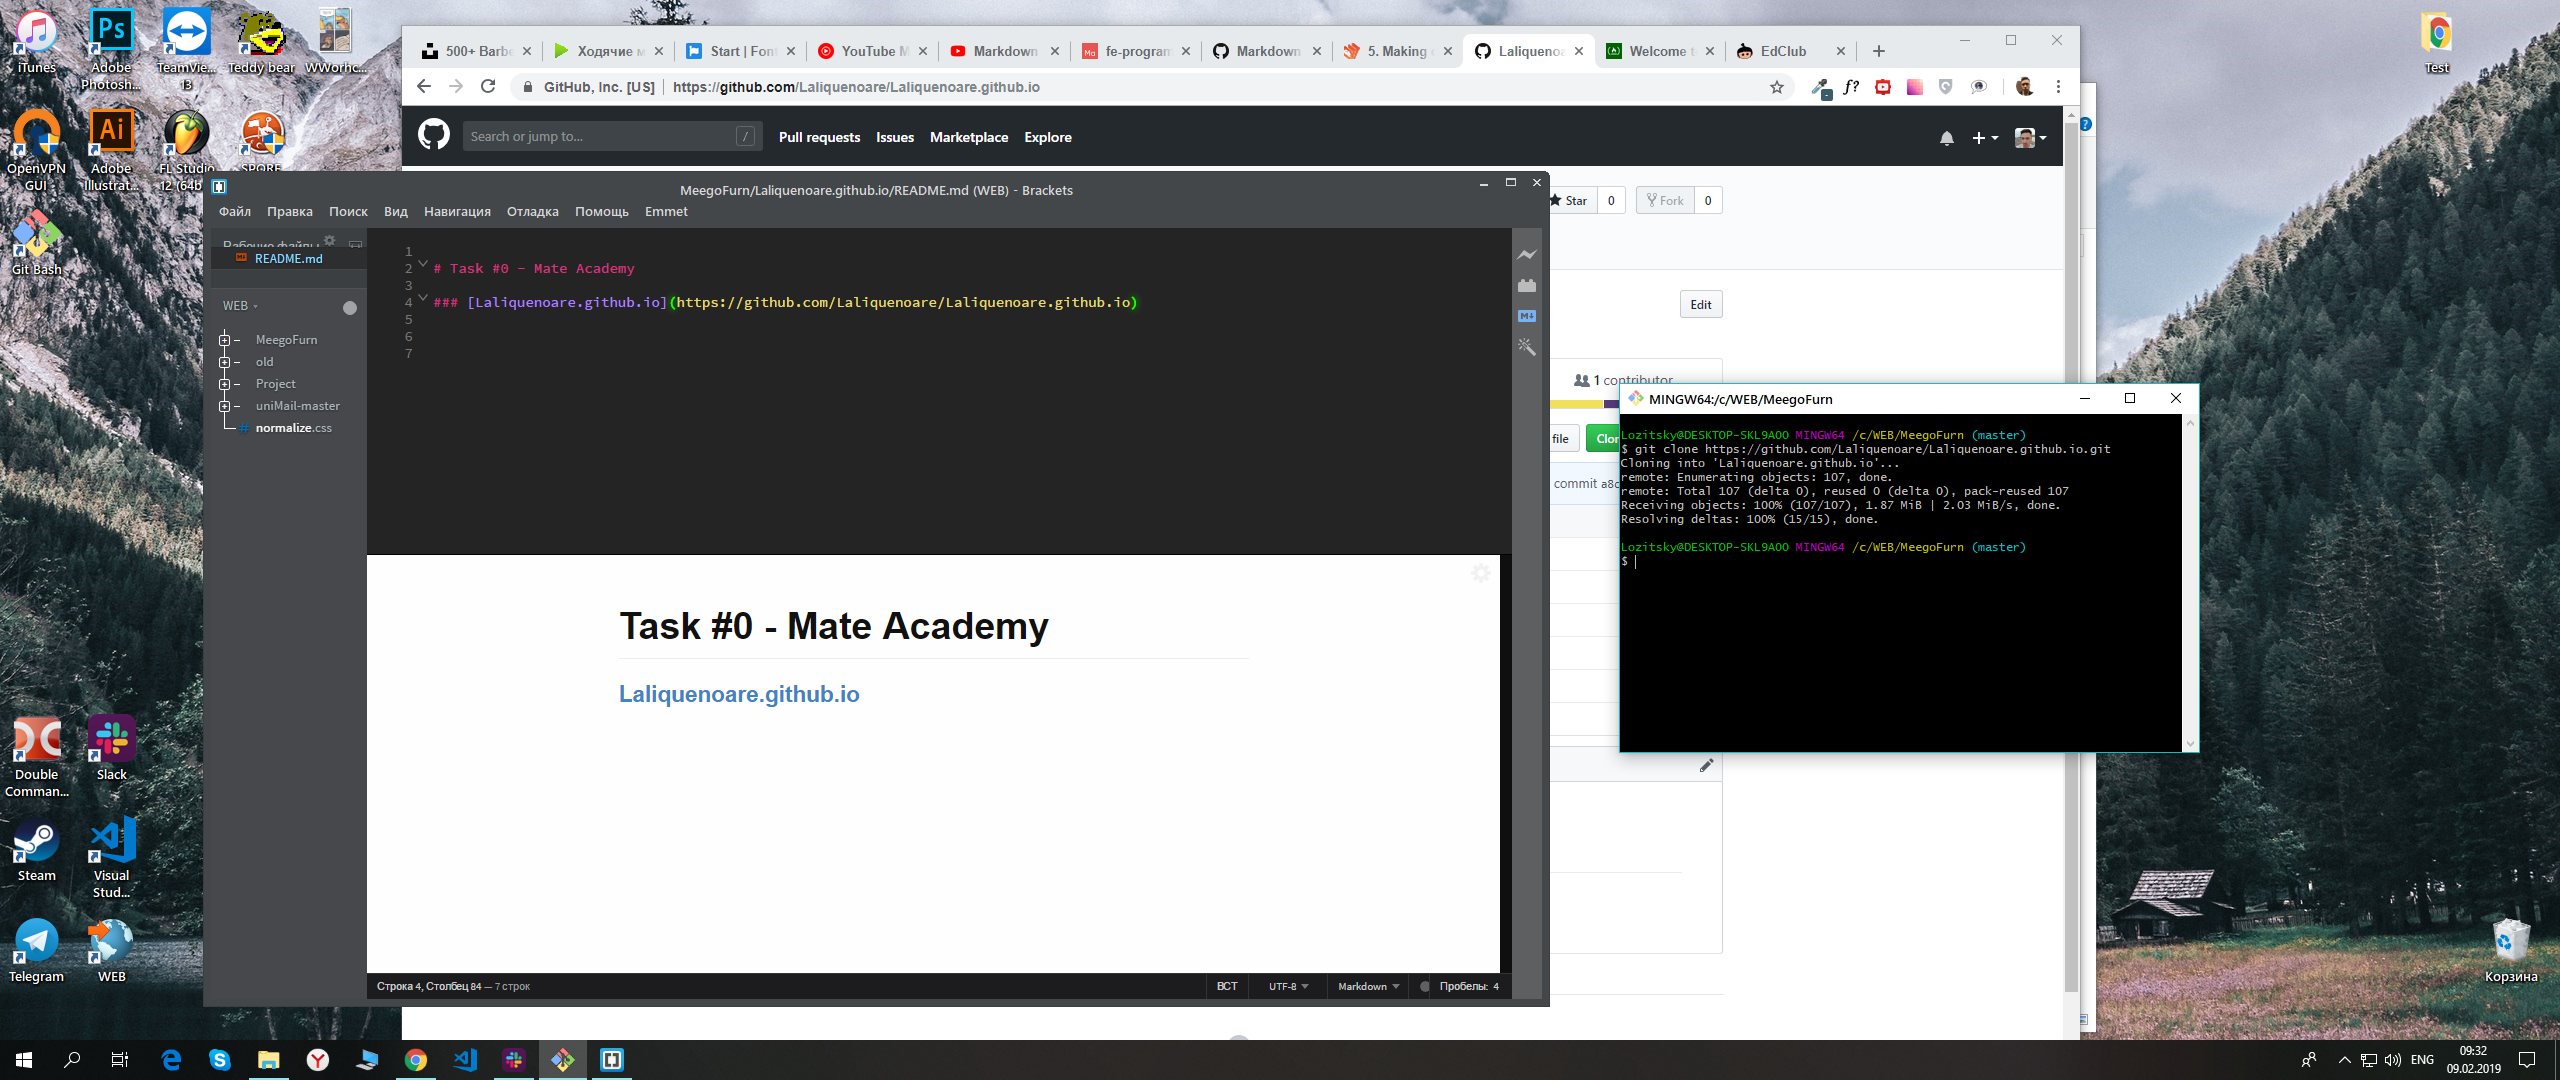 iTunes
Adobe Photosh...
TeamVie... 13
Teddy bear
WWorhc...
OpenVPN GUI
Adobe Illustrat...
FL Studio 12 (64b
SPORE
Git Bash
Double Comman...
Slack
Steam
Visual Stud...
Telegram
WEB
Test
Корзина
500+ Barbe
Ходячие м
Start | Font
YouTube M
Markdown
fe-program
Markdown
5. Making
Laliquenoa
Welcome t
EdClub
GitHub, Inc. [US] | https://github.com/Laliquenoare/Laliquenoare.github.io
Search or jump to... /
Pull requests Issues Marketplace Explore
Star 0 Fork 0
Edit
1 contributor
file
Clon
commit a8c
MeegoFurn/Laliquenoare.github.io/README.md (WEB) - Brackets
Файл Правка Поиск Вид Навигация Отладка Помощь Emmet
Рабочие файлы
README.md
WEB
MeegoFurn
old
Project
uniMail-master
normalize.css
1
2 # Task #0 - Mate Academy
3
4 ### [Laliquenoare.github.io](https://github.com/Laliquenoare/Laliquenoare.github.io)
5
6
7
Task #0 - Mate Academy
Laliquenoare.github.io
Строка 4, Столбец 84 — 7 строк
ВСТ UTF-8 Markdown Пробелы: 4
MINGW64:/c/WEB/MeegoFurn
Lozitsky@DESKTOP-SKL9AOO MINGW64 /c/WEB/MeegoFurn (master)
$ git clone https://github.com/Laliquenoare/Laliquenoare.github.io.git
Cloning into 'Laliquenoare.github.io'...
remote: Enumerating objects: 107, done.
remote: Total 107 (delta 0), reused 0 (delta 0), pack-reused 107
Receiving objects: 100% (107/107), 1.87 MiB | 2.03 MiB/s, done.
Resolving deltas: 100% (15/15), done.
Lozitsky@DESKTOP-SKL9AOO MINGW64 /c/WEB/MeegoFurn (master)
$
ENG
09:32
09.02.2019